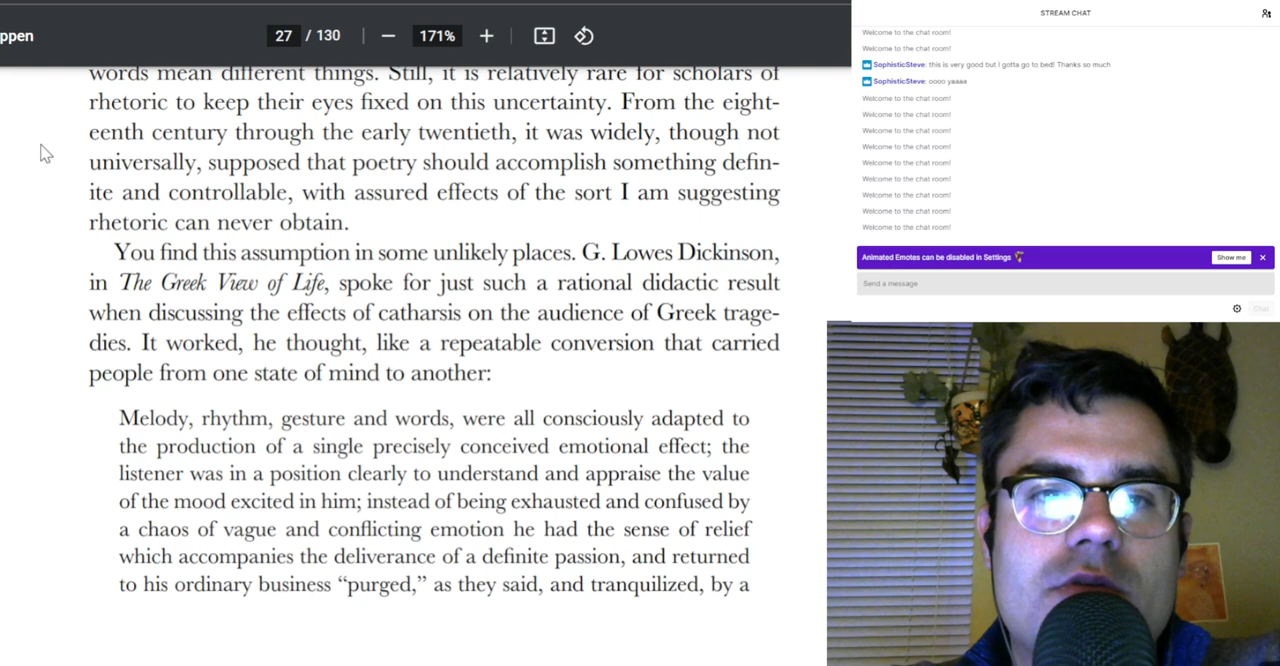 ppen
27 / 130
171%
words mean different things. Still, it is relatively rare for scholars of
rhetoric to keep their eyes fixed on this uncertainty. From the eight-
eenth century through the early twentieth, it was widely, though not
universally, supposed that poetry should accomplish something defin-
ite and controllable, with assured effects of the sort I am suggesting
rhetoric can never obtain.
You find this assumption in some unlikely places. G. Lowes Dickinson,
in The Greek View of Life, spoke for just such a rational didactic result
when discussing the effects of catharsis on the audience of Greek trage-
dies. It worked, he thought, like a repeatable conversion that carried
people from one state of mind to another:
Melody, rhythm, gesture and words, were all consciously adapted to
the production of a single precisely conceived emotional effect; the
listener was in a position clearly to understand and appraise the value
of the mood excited in him; instead of being exhausted and confused by
a chaos of vague and conflicting emotion he had the sense of relief
which accompanies the deliverance of a definite passion, and returned
to his ordinary business “purged,” as they said, and tranquilized, by a
STREAM CHAT
Welcome to the chat room!
Welcome to the chat room!
SophisticSteve: this is very good but I gotta go to bed! Thanks so much
SophisticSteve: oooo yaaaa
Welcome to the chat room!
Welcome to the chat room!
Welcome to the chat room!
Welcome to the chat room!
Welcome to the chat room!
Welcome to the chat room!
Welcome to the chat room!
Welcome to the chat room!
Welcome to the chat room!
Animated Emotes can be disabled in Settings
Show me
Send a message
Chat